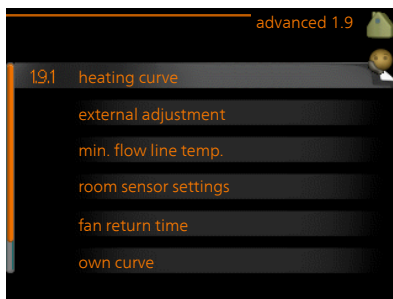 advanced 1.9
1.9.1 heating curve
external adjustment
min. flow line temp.
room sensor settings
fan return time
own curve